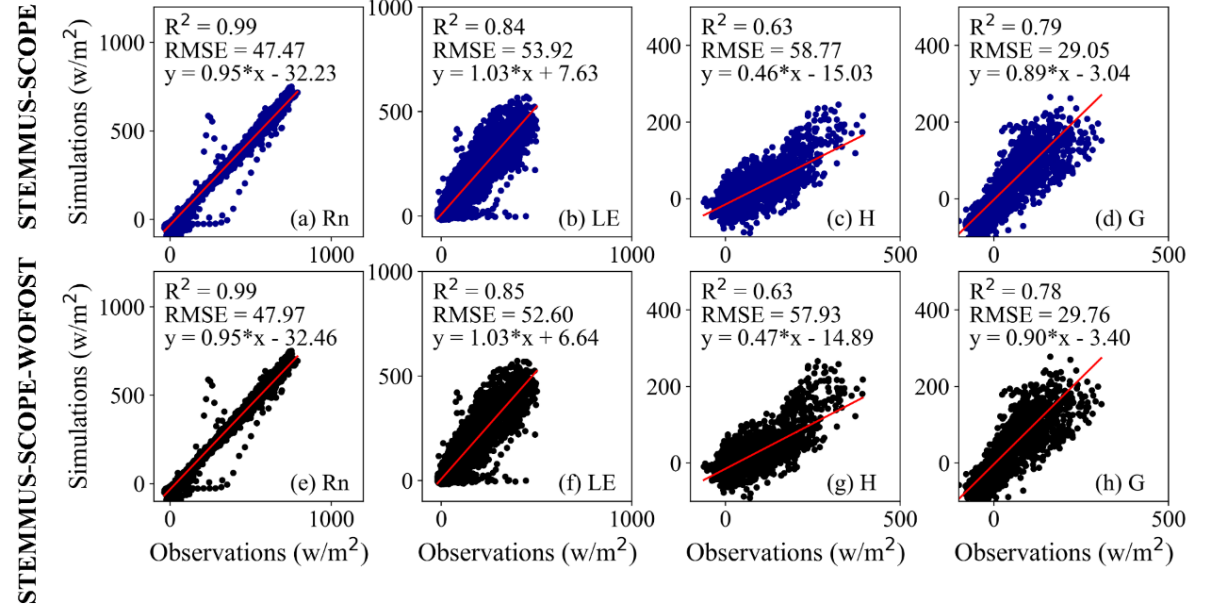 STEMMUS-SCOPE
Simulations (w/m²)
1000
1000
500
0
R² = 0.99
RMSE = 47.47
y = 0.95*x - 32.23
(a) Rn
0
1000
500
0
R² = 0.84
RMSE = 53.92
y = 1.03*x + 7.63
(b) LE
0
1000
400
200
0
R² = 0.63
RMSE = 58.77
y = 0.46*x - 15.03
(c) H
0
500
400
200
0
R² = 0.79
RMSE = 29.05
y = 0.89*x - 3.04
(d) G
0
500
STEMMUS-SCOPE-WOFOST
Simulations (w/m²)
1000
1000
500
0
R² = 0.99
RMSE = 47.97
y = 0.95*x - 32.46
(e) Rn
0
1000
Observations (w/m²)
500
0
R² = 0.85
RMSE = 52.60
y = 1.03*x + 6.64
(f) LE
0
1000
Observations (w/m²)
400
200
0
R² = 0.63
RMSE = 57.93
y = 0.47*x - 14.89
(g) H
0
500
Observations (w/m²)
400
200
0
R² = 0.78
RMSE = 29.76
y = 0.90*x - 3.40
(h) G
0
500
Observations (w/m²)